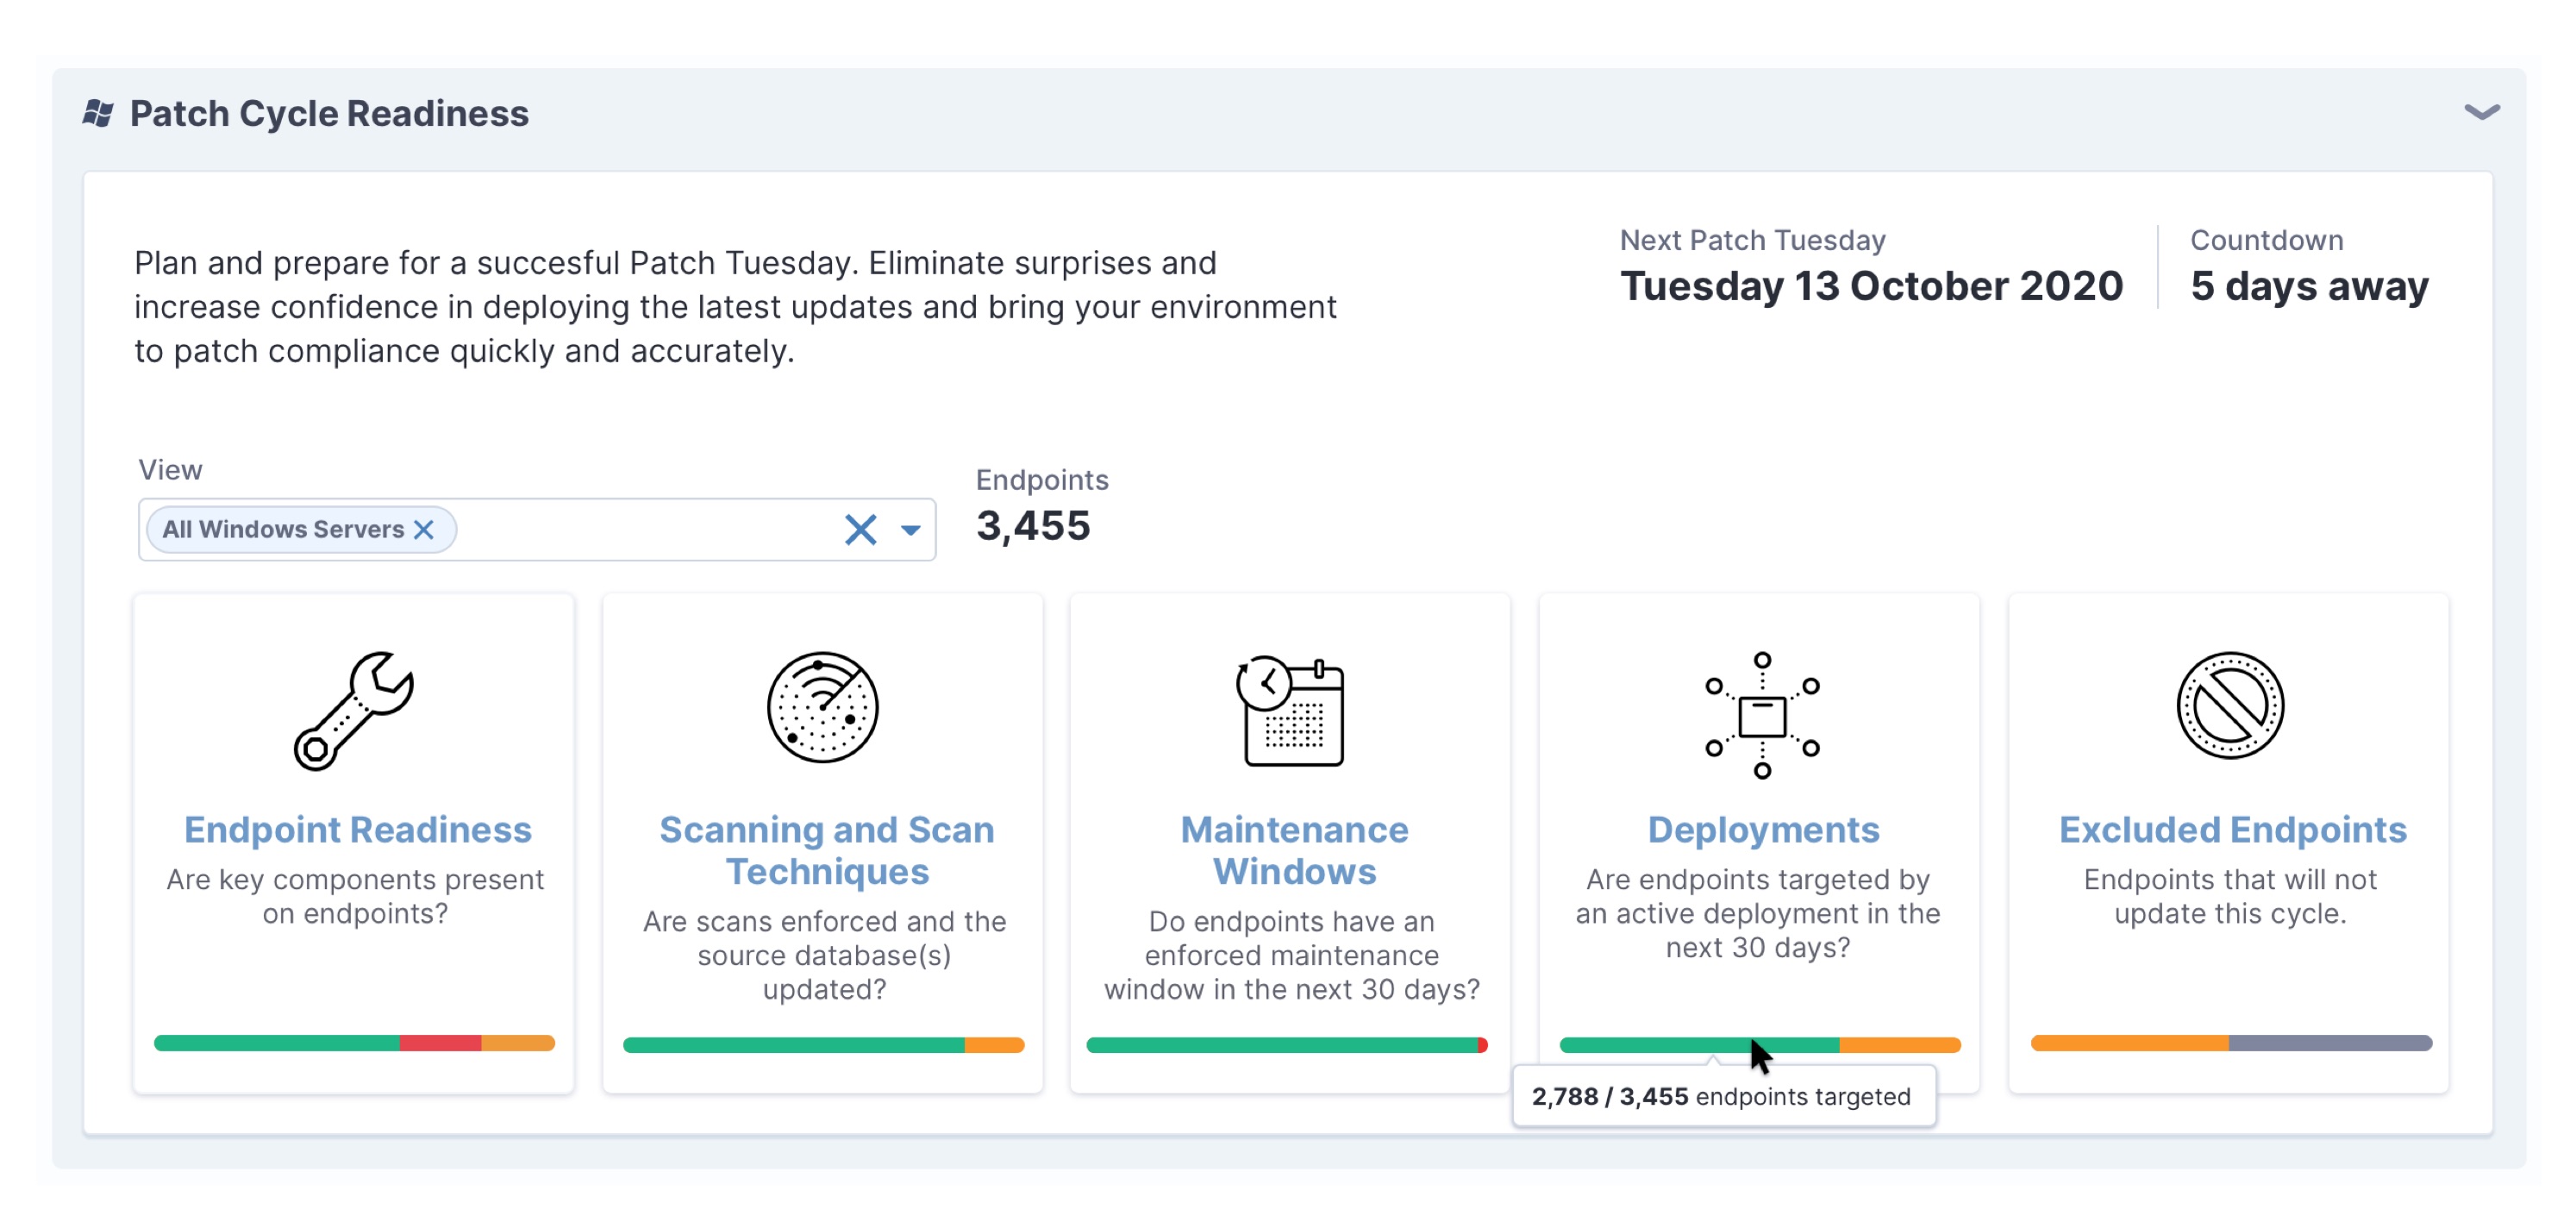 Patch Cycle Readiness
Plan and prepare for a succesful Patch Tuesday. Eliminate surprises and
increase confidence in deploying the latest updates and bring your environment
to patch compliance quickly and accurately.
Next Patch Tuesday
Tuesday 13 October 2020
Countdown
5 days away
View
All Windows Servers
Endpoints
3,455
Endpoint Readiness
Are key components present
on endpoints?
Scanning and Scan
Techniques
Are scans enforced and the
source database(s)
updated?
Maintenance
Windows
Do endpoints have an
enforced maintenance
window in the next 30 days?
Deployments
Are endpoints targeted by
an active deployment in the
next 30 days?
2,788 / 3,455 endpoints targeted
Excluded Endpoints
Endpoints that will not
update this cycle.